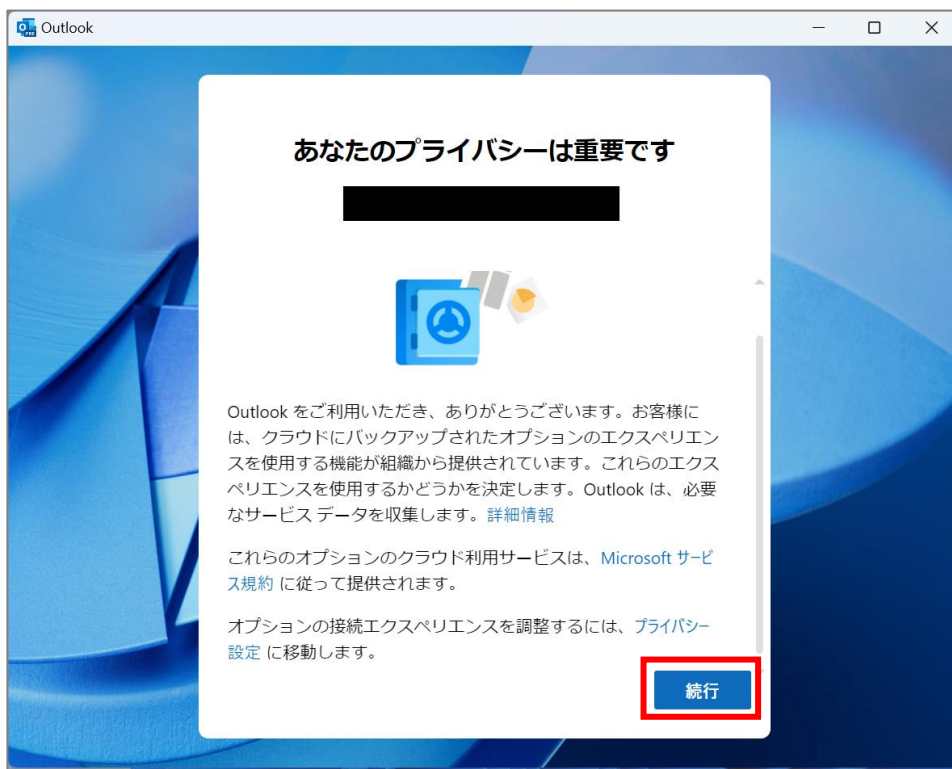 Outlook
あなたのプライバシーは重要です
Outlook をご利用いただき、ありがとうございます。お客様に
は、クラウドにバックアップされたオプションのエクスペリエン
スを使用する機能が組織から提供されています。これらのエクス
ペリエンスを使用するかどうかを決定します。Outlook は、必要
なサービス データを収集します。詳細情報
これらのオプションのクラウド利用サービスは、Microsoft サービ
ス規約 に従って提供されます。
オプションの接続エクスペリエンスを調整するには、プライバシー
設定 に移動します。
続行